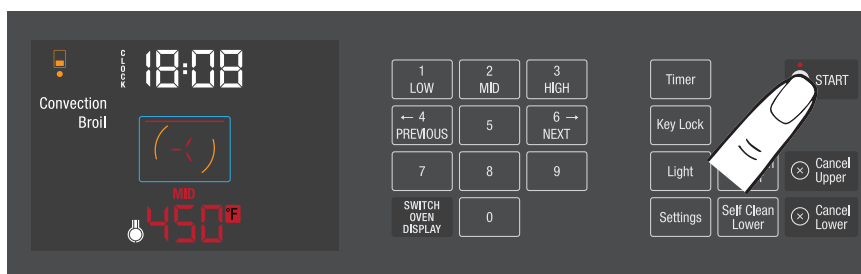 CLOCK
18:08
Convection
Broil
MID
450°F
1
LOW
2
MID
3
HIGH
← 4
PREVIOUS
5
6 →
NEXT
7
8
9
SWITCH
OVEN
DISPLAY
0
Timer
Key Lock
Light
Settings
Self Clean
Lower
START
Cancel
Upper
Cancel
Lower